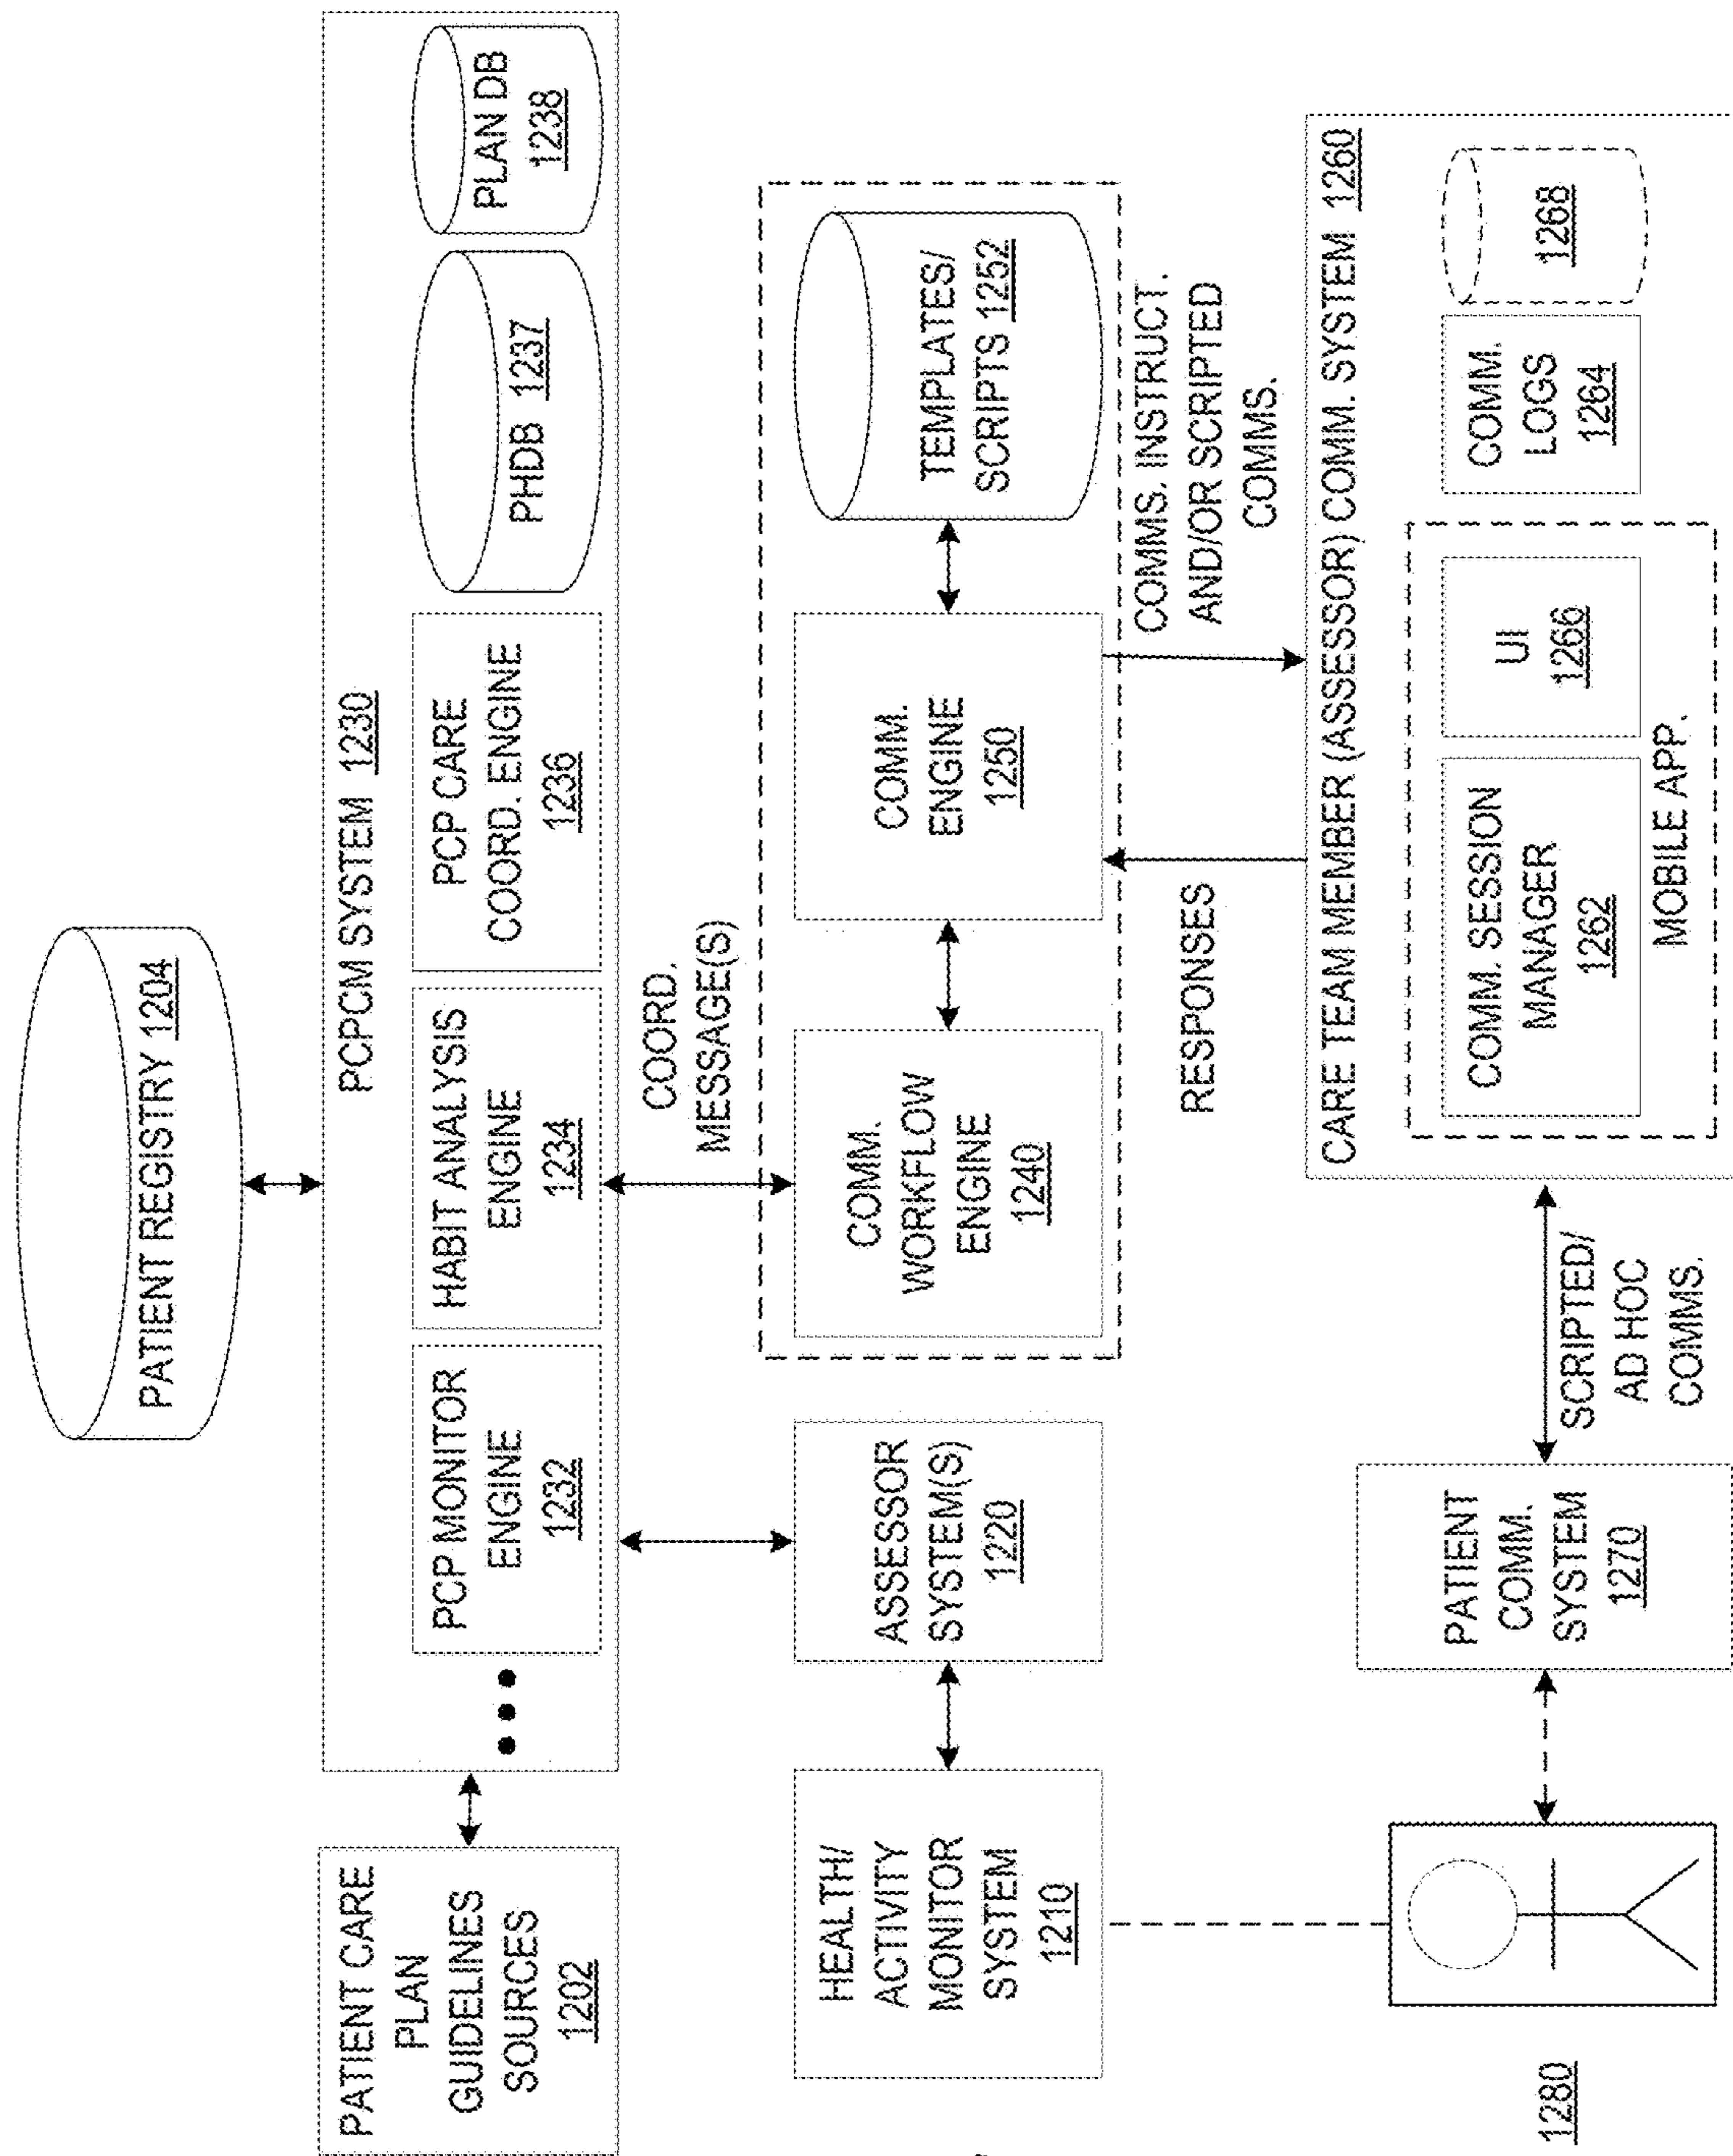 PATIENT REGISTRY 1204
PATIENT CARE
PLAN
GUIDELINES
SOURCES
1202
PCPCM SYSTEM 1230
PCP MONITOR
ENGINE
1232
HABIT ANALYSIS
ENGINE
1234
PCP CARE
COORD. ENGINE
1236
PHDB 1237
PLAN DB
1238
COORD.
MESSAGE(S)
HEALTH/
ACTIVITY
MONITOR
SYSTEM
1210
ASSESSOR
SYSTEM(S)
1220
COMM.
WORKFLOW
ENGINE
1240
COMM.
ENGINE
1250
TEMPLATES/
SCRIPTS 1252
RESPONSES
COMMS. INSTRUCT.
AND/OR SCRIPTED
COMMS.
1280
PATIENT
COMM.
SYSTEM
1270
SCRIPTED/
AD HOC
COMMS.
CARE TEAM MEMBER (ASSESSOR) COMM. SYSTEM 1260
COMM. SESSION
MANAGER
1262
UI
1266
MOBILE APP.
COMM.
LOGS
1264
1268